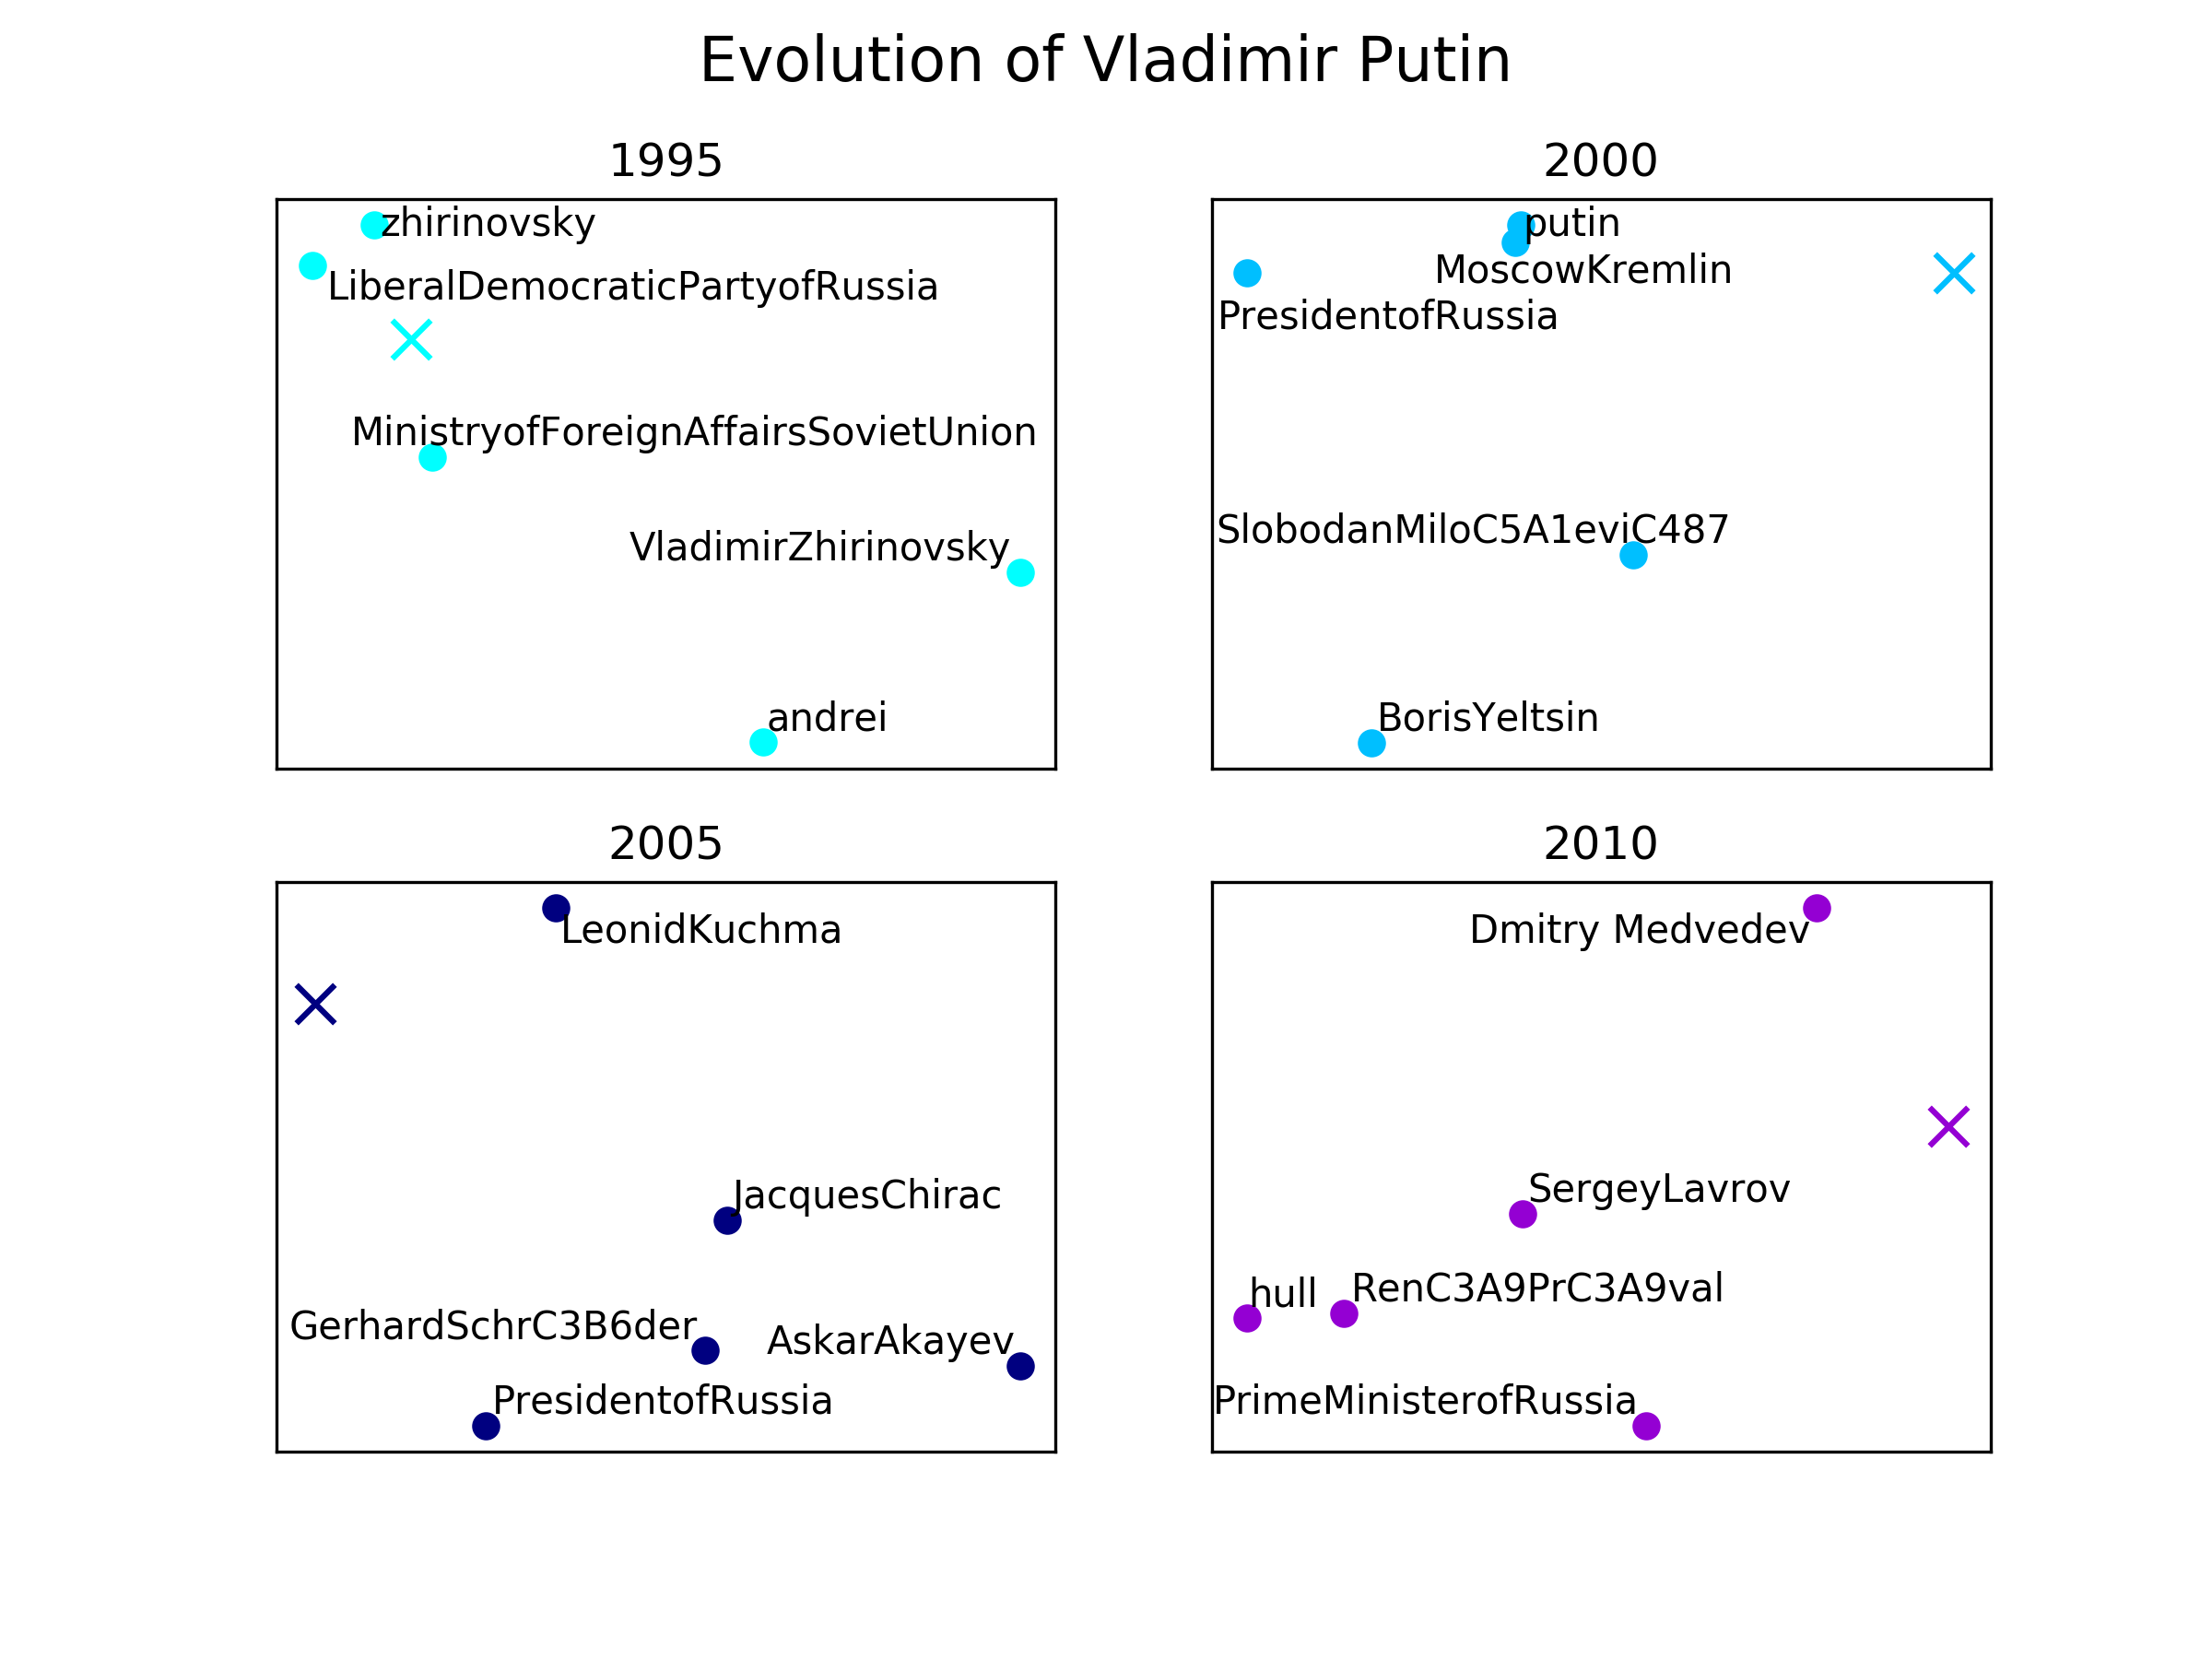 Evolution of Vladimir Putin
1995
zhirinovsky
LiberalDemocraticPartyofRussia
MinistryofForeignAffairsSovietUnion
VladimirZhirinovsky
andrei
2000
putin
MoscowKremlin
PresidentofRussia
SlobodanMiloC5A1eviC487
BorisYeltsin
2005
LeonidKuchma
JacquesChirac
GerhardSchrC3B6der
AskarAkayev
PresidentofRussia
2010
Dmitry Medvedev
SergeyLavrov
hull
RenC3A9PrC3A9val
PrimeMinisterofRussia